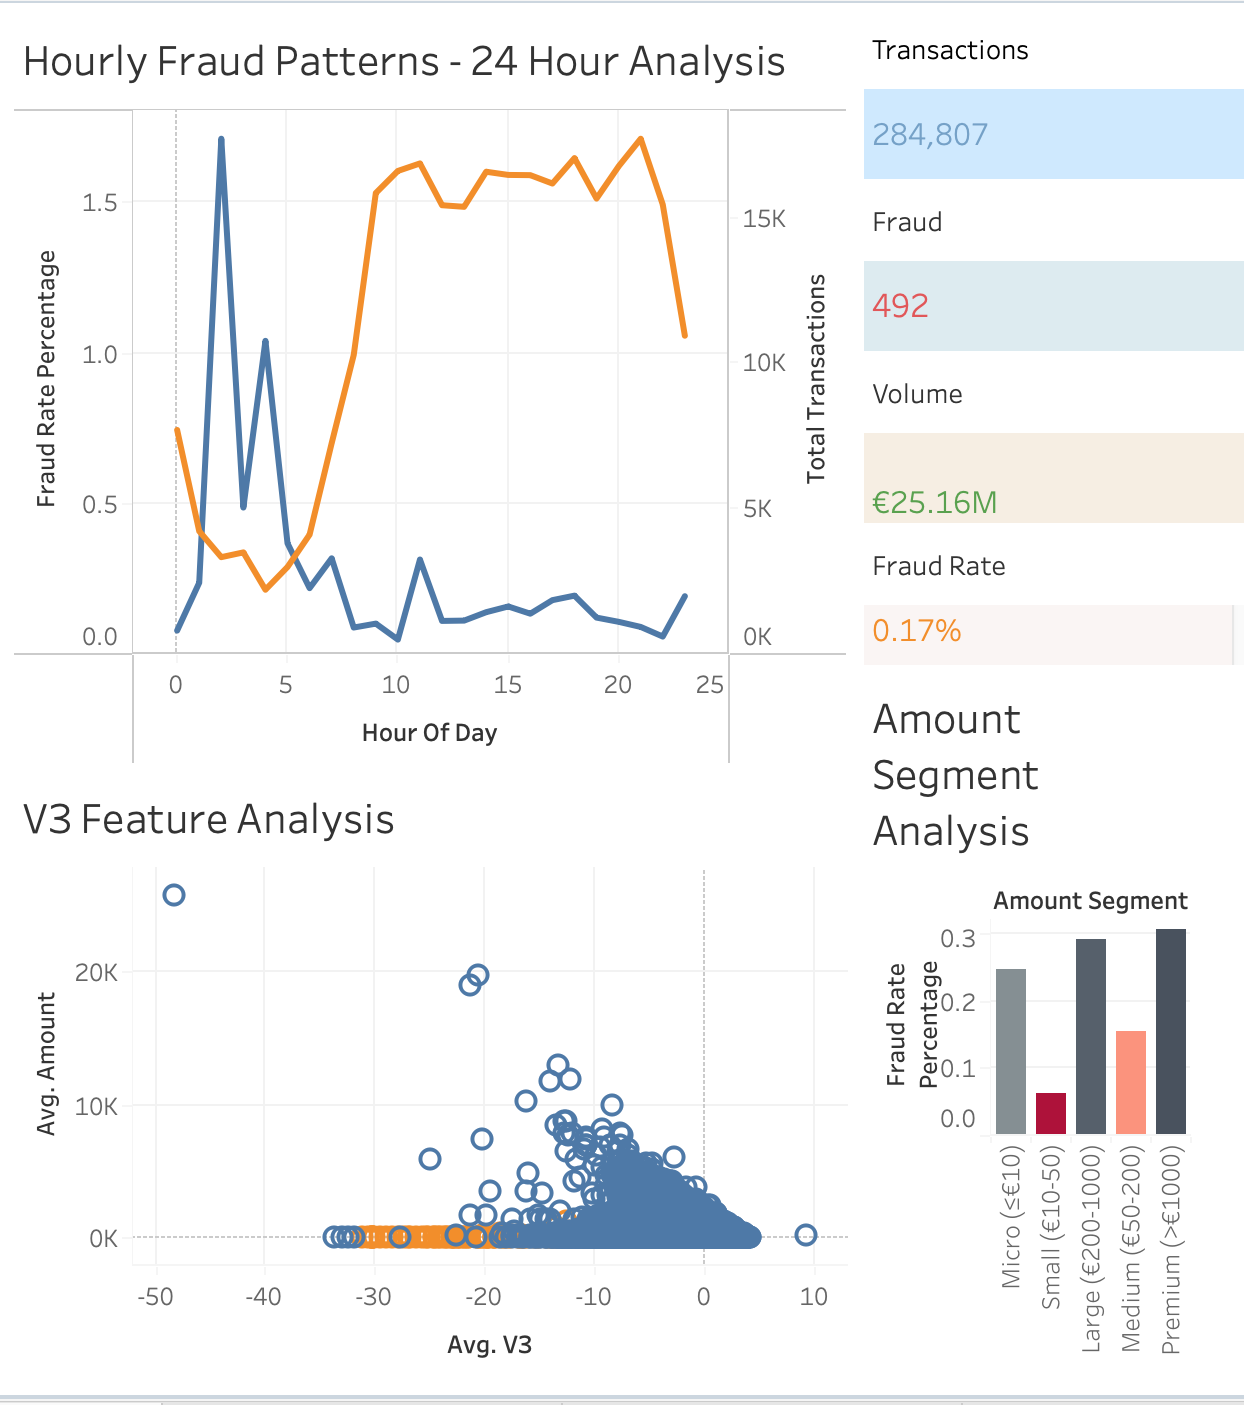 Hourly Fraud Patterns - 24 Hour Analysis
Fraud Rate Percentage
1.5
1.0
0.5
0.0
15K
10K
5K
0K
Total Transactions
0 5 10 15 20 25
Hour Of Day
Transactions
284,807
Fraud
492
Volume
€25.16M
Fraud Rate
0.17%
V3 Feature Analysis
Avg. Amount
20K
10K
0K
-50 -40 -30 -20 -10 0 10
Avg. V3
Amount
Segment
Analysis
Amount Segment
Fraud Rate
Percentage
0.3
0.2
0.1
0.0
Micro (≤€10)
Small (€10-50)
Large (€200-1000)
Medium (€50-200)
Premium (>€1000)